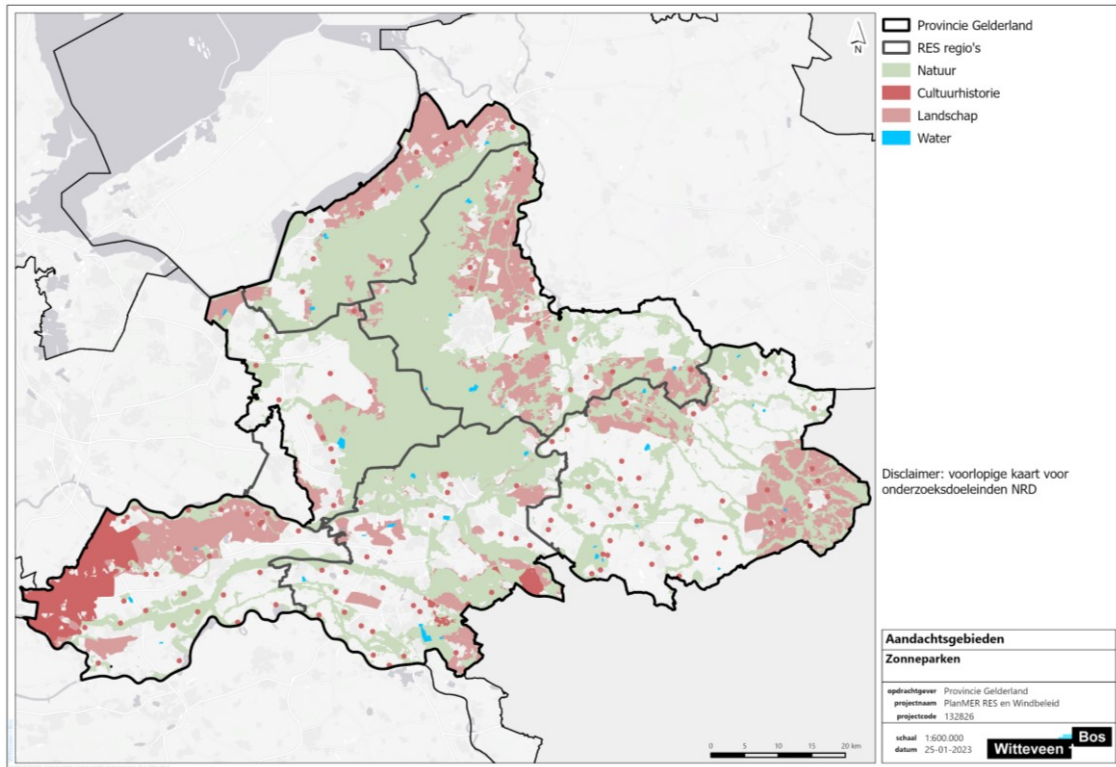 N
Provincie Gelderland
RES regio's
Natuur
Cultuurhistorie
Landschap
Water
Disclaimer: voorlopige kaart voor
onderzoeksdoeleinden NRD
Aandachtsgebieden
Zonneparken
opdrachtgever Provincie Gelderland
projectnaam PlanMER RES en Windbeleid
projectcode 132826
schaal 1:600.000
datum 25-01-2023
Witteveen + Bos
0 5 10 20 km